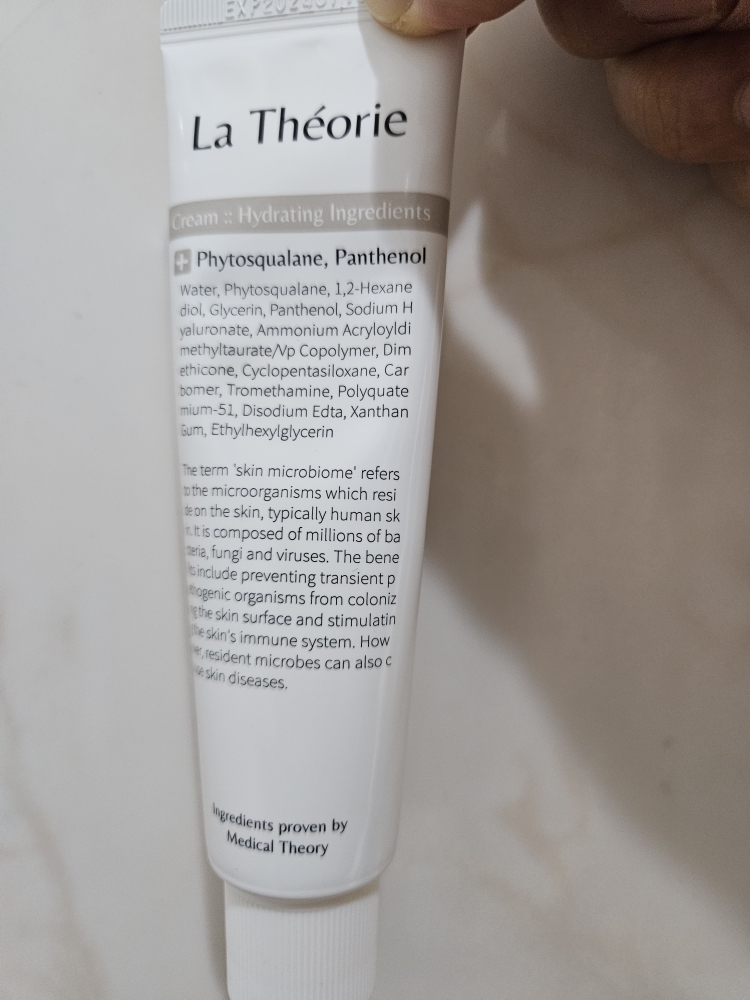 La Théorie
Cream :: Hydrating Ingredients
Phytosqualane, Panthenol
Water, Phytosqualane, 1,2-Hexane
diol, Glycerin, Panthenol, Sodium H
yaluronate, Ammonium Acryloyldi
methyltaurate/Vp Copolymer, Dim
ethicone, Cyclopentasiloxane, Car
bomer, Tromethamine, Polyquate
rnium-51, Disodium Edta, Xanthan
Gum, Ethylhexylglycerin
The term 'skin microbiome' refers
to the microorganisms which resi
de on the skin, typically human sk
in. It is composed of millions of ba
cteria, fungi and viruses. The bene
fits include preventing transient p
athogenic organisms from coloniz
ing the skin surface and stimulatin
g the skin's immune system. How
ever, resident microbes can also c
ause skin diseases.
Ingredients proven by
Medical Theory